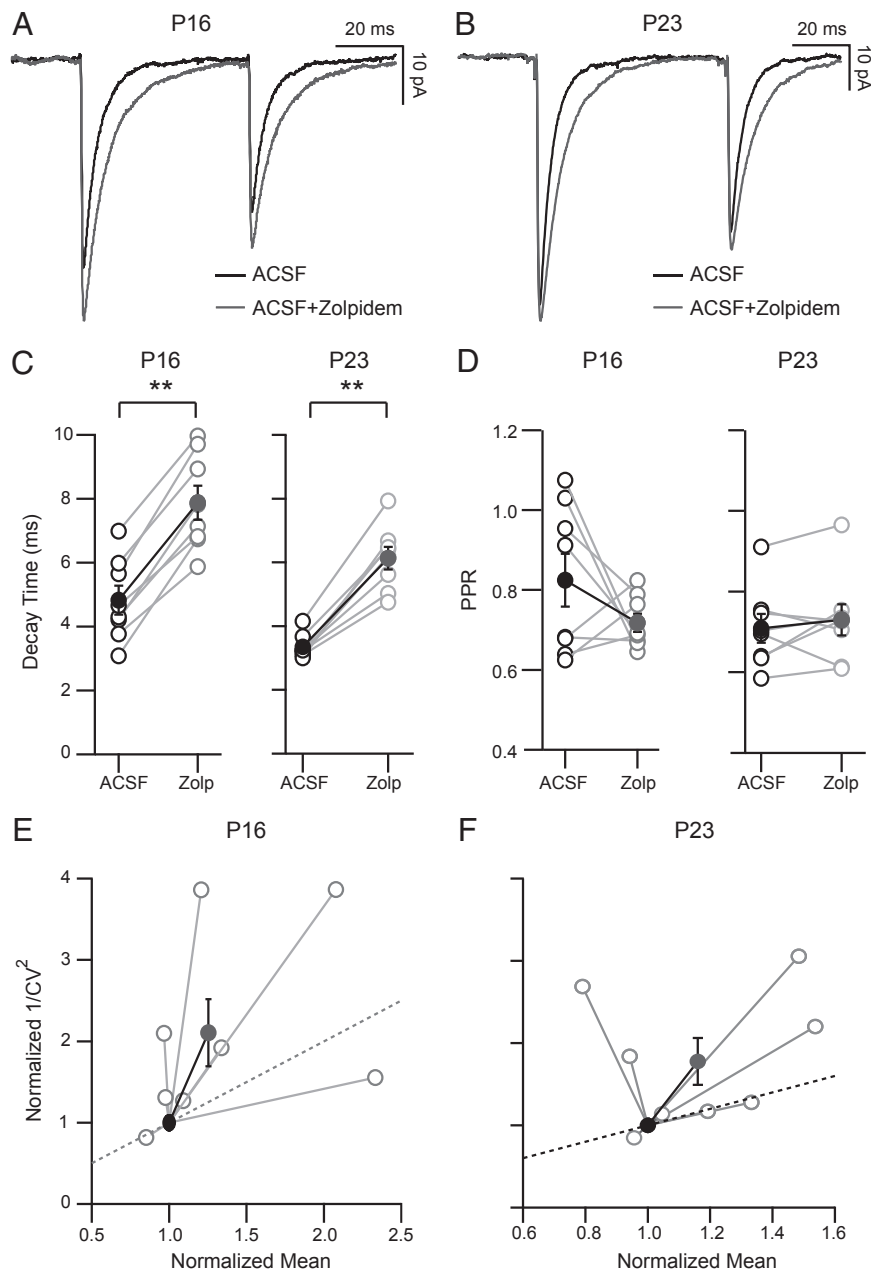 A
P16
20 ms
10 pA
ACSF
ACSF+Zolpidem
B
P23
20 ms
10 pA
ACSF
ACSF+Zolpidem
C
P16
**
P23
**
10
8
6
4
2
0
Decay Time (ms)
ACSF Zolp
ACSF Zolp
D
P16
P23
1.2
1.0
0.8
0.6
0.4
PPR
ACSF Zolp
ACSF Zolp
E
P16
4
3
2
1
0
Normalized 1/CV²
0.5 1.0 1.5 2.0 2.5
Normalized Mean
F
P23
0.6 0.8 1.0 1.2 1.4 1.6
Normalized Mean